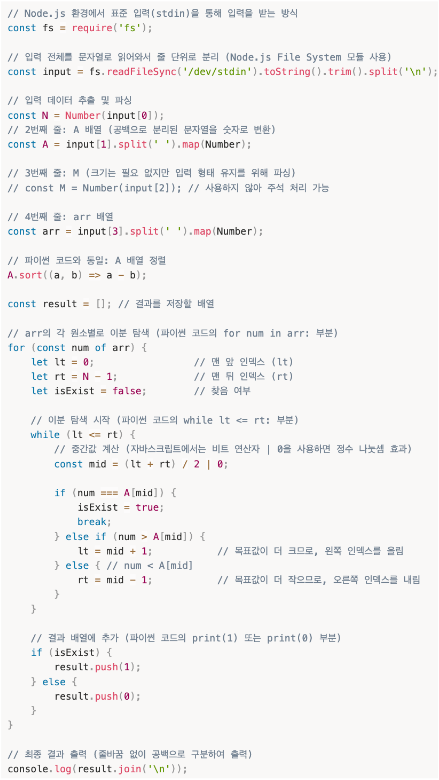 // Node.js 환경에서 표준 입력(stdin)을 통해 입력을 받는 방식
const fs = require('fs');

// 입력 전체를 문자열로 읽어와서 줄 단위로 분리 (Node.js File System 모듈 사용)
const input = fs.readFileSync('/dev/stdin').toString().trim().split('\n');

// 입력 데이터 추출 및 파싱
const N = Number(input[0]);
// 2번째 줄: A 배열 (공백으로 분리된 문자열을 숫자로 변환)
const A = input[1].split(' ').map(Number);

// 3번째 줄: M (크기는 필요 없지만 입력 형태 유지를 위해 파싱)
// const M = Number(input[2]); // 사용하지 않아 주석 처리 가능

// 4번째 줄: arr 배열
const arr = input[3].split(' ').map(Number);

// 파이썬 코드와 동일: A 배열 정렬
A.sort((a, b) => a - b);

const result = []; // 결과를 저장할 배열

// arr의 각 원소별로 이분 탐색 (파이썬 코드의 for num in arr: 부분)
for (const num of arr) {
    let lt = 0;                // 맨 앞 인덱스 (lt)
    let rt = N - 1;            // 맨 뒤 인덱스 (rt)
    let isExist = false;       // 찾음 여부

    // 이분 탐색 시작 (파이썬 코드의 while lt <= rt: 부분)
    while (lt <= rt) {
        // 중간값 계산 (자바스크립트에서는 비트 연산자 | 0을 사용하면 정수 나눗셈 효과)
        const mid = (lt + rt) / 2 | 0;

        if (num === A[mid]) {
            isExist = true;
            break;
        } else if (num > A[mid]) {
            lt = mid + 1;          // 목표값이 더 크므로, 왼쪽 인덱스를 올림
        } else { // num < A[mid]
            rt = mid - 1;          // 목표값이 더 작으므로, 오른쪽 인덱스를 내림
        }
    }

    // 결과 배열에 추가 (파이썬 코드의 print(1) 또는 print(0) 부분)
    if (isExist) {
        result.push(1);
    } else {
        result.push(0);
    }
}

// 최종 결과 출력 (줄바꿈 없이 공백으로 구분하여 출력)
console.log(result.join('\n'));